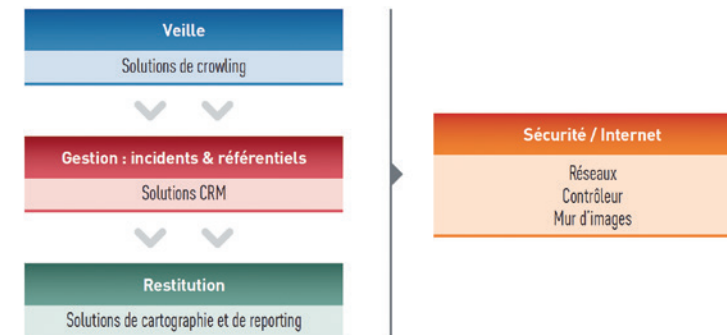 Veille
Solutions de crowling
Gestion : incidents & référentiels
Solutions CRM
Restitution
Solutions de cartographie et de reporting
Sécurité / Internet
Réseaux
Contrôleur
Mur d'images